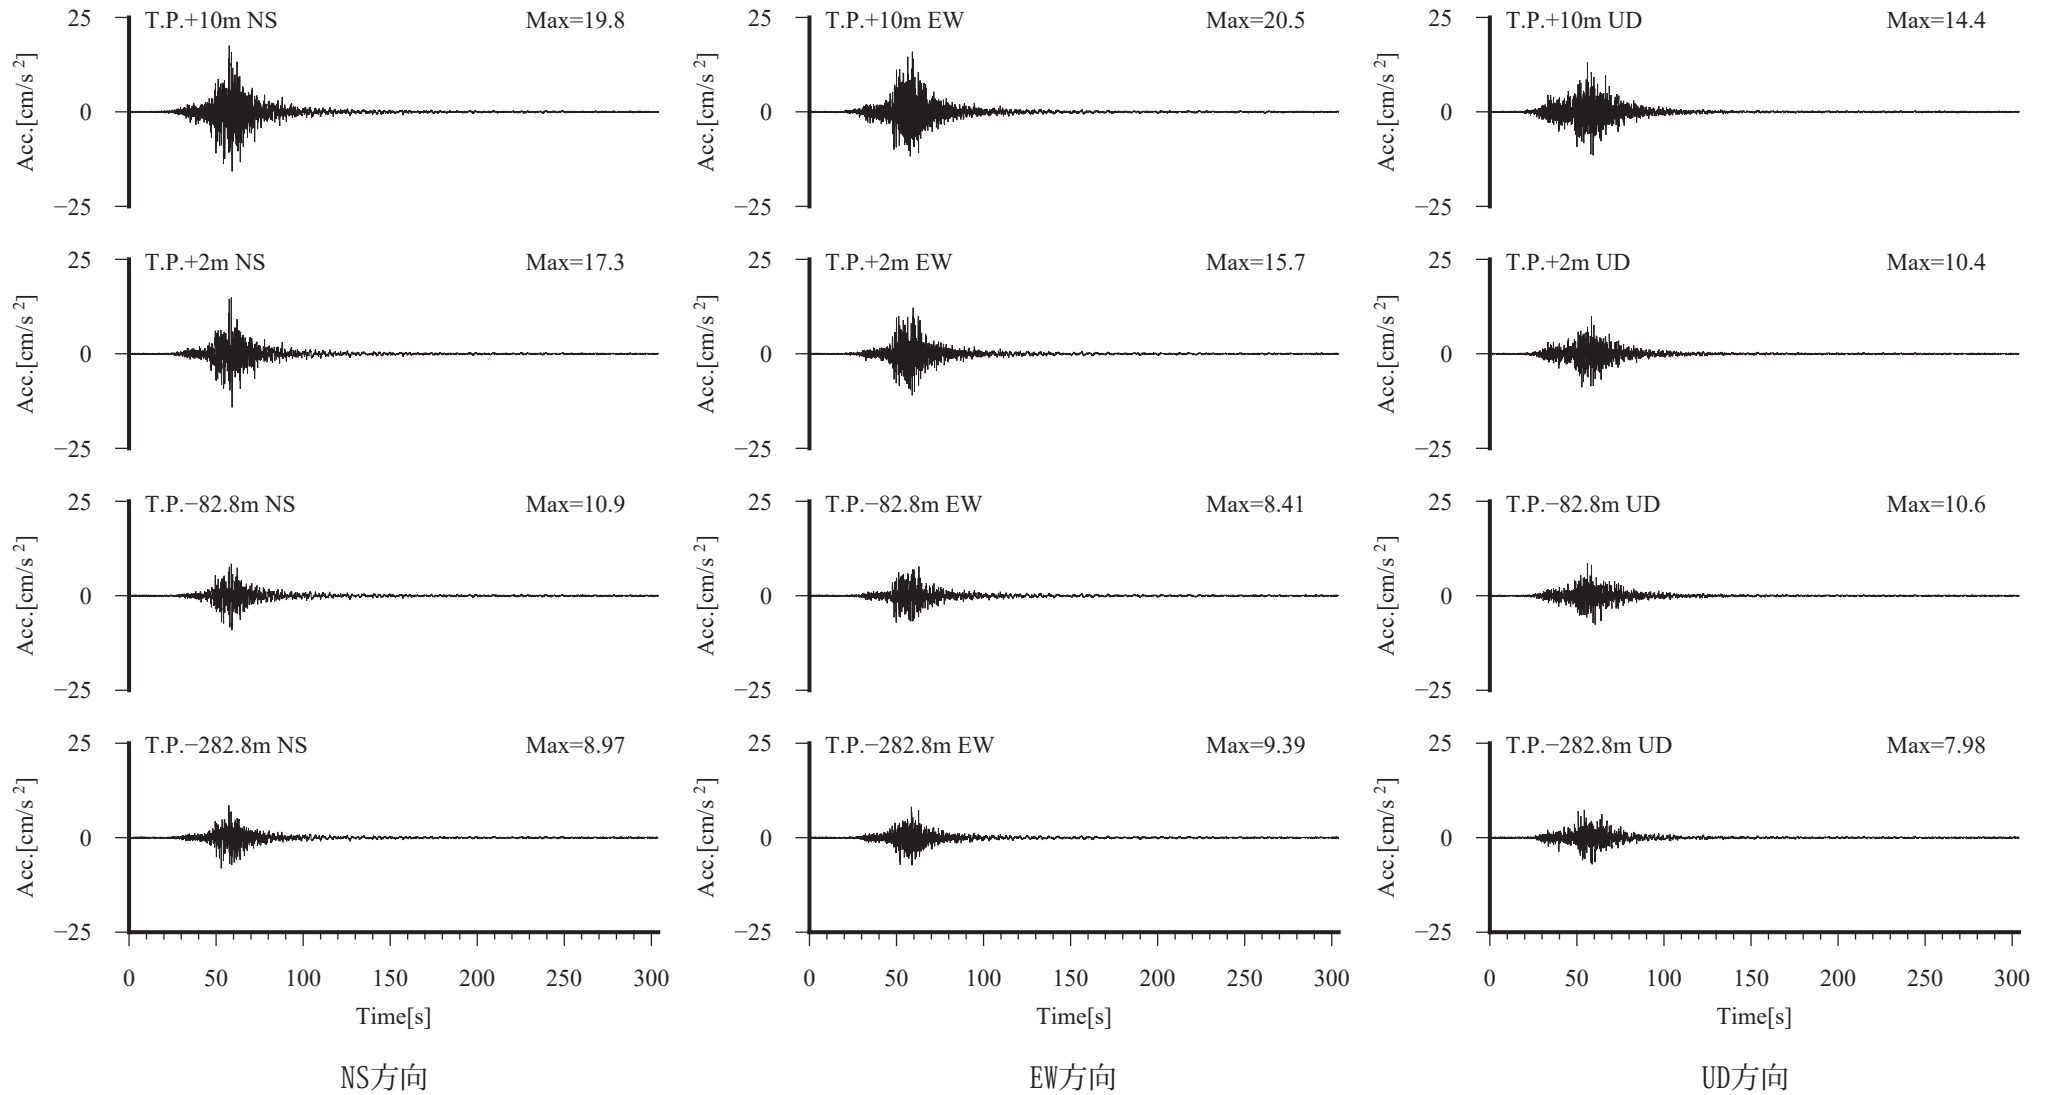 25 T.P.+10m NS Max=19.8
Acc.[cm/s ²]
0
−25
25 T.P.+10m EW Max=20.5
Acc.[cm/s ²]
0
−25
25 T.P.+10m UD Max=14.4
Acc.[cm/s ²]
0
−25
25 T.P.+2m NS Max=17.3
Acc.[cm/s ²]
0
−25
25 T.P.+2m EW Max=15.7
Acc.[cm/s ²]
0
−25
25 T.P.+2m UD Max=10.4
Acc.[cm/s ²]
0
−25
25 T.P.−82.8m NS Max=10.9
Acc.[cm/s ²]
0
−25
25 T.P.−82.8m EW Max=8.41
Acc.[cm/s ²]
0
−25
25 T.P.−82.8m UD Max=10.6
Acc.[cm/s ²]
0
−25
25 T.P.−282.8m NS Max=8.97
Acc.[cm/s ²]
0
−25
25 T.P.−282.8m EW Max=9.39
Acc.[cm/s ²]
0
−25
25 T.P.−282.8m UD Max=7.98
Acc.[cm/s ²]
0
−25
0 50 100 150 200 250 300
Time[s]
NS方向
0 50 100 150 200 250 300
Time[s]
EW方向
0 50 100 150 200 250 300
Time[s]
UD方向